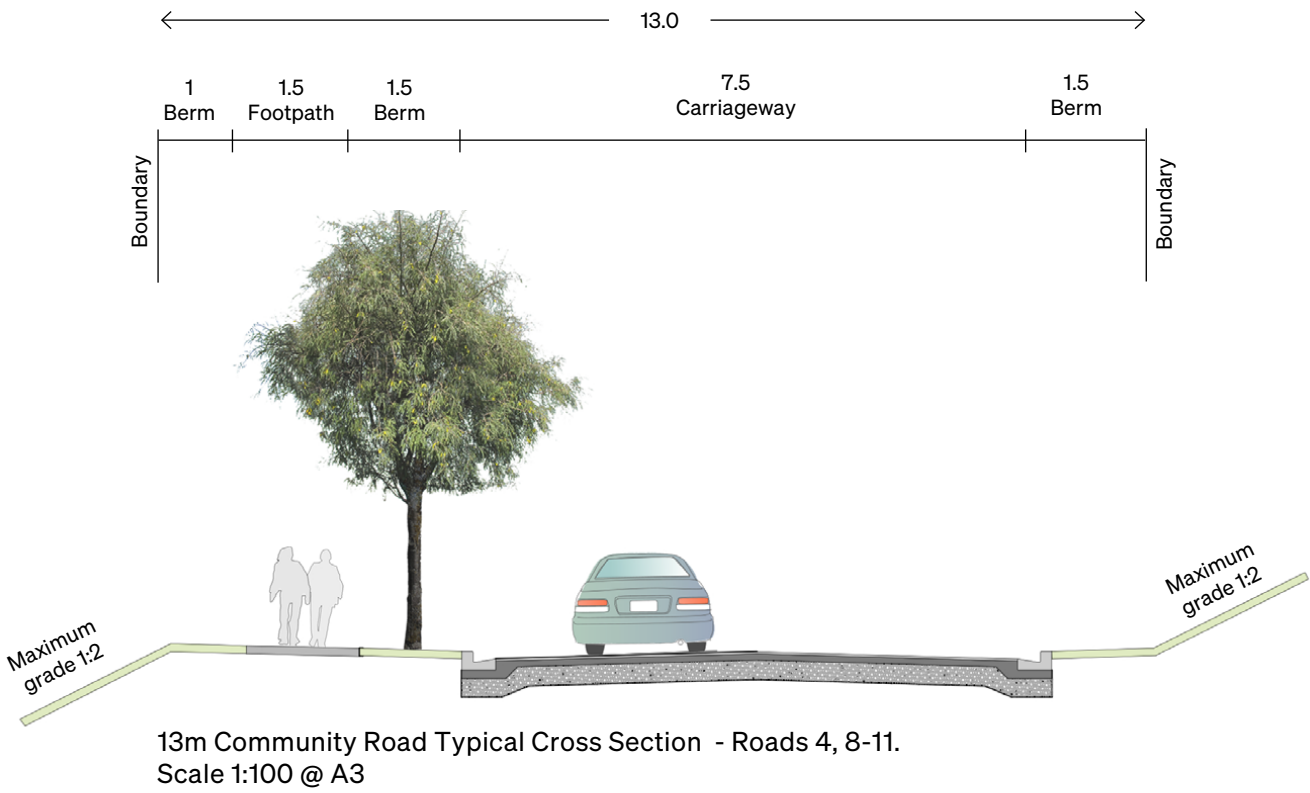 13.0
1
Berm
1.5
Footpath
1.5
Berm
7.5
Carriageway
1.5
Berm
Boundary
Boundary
Maximum
grade 1:2
Maximum
grade 1:2
13m Community Road Typical Cross Section - Roads 4, 8-11.
Scale 1:100 @ A3